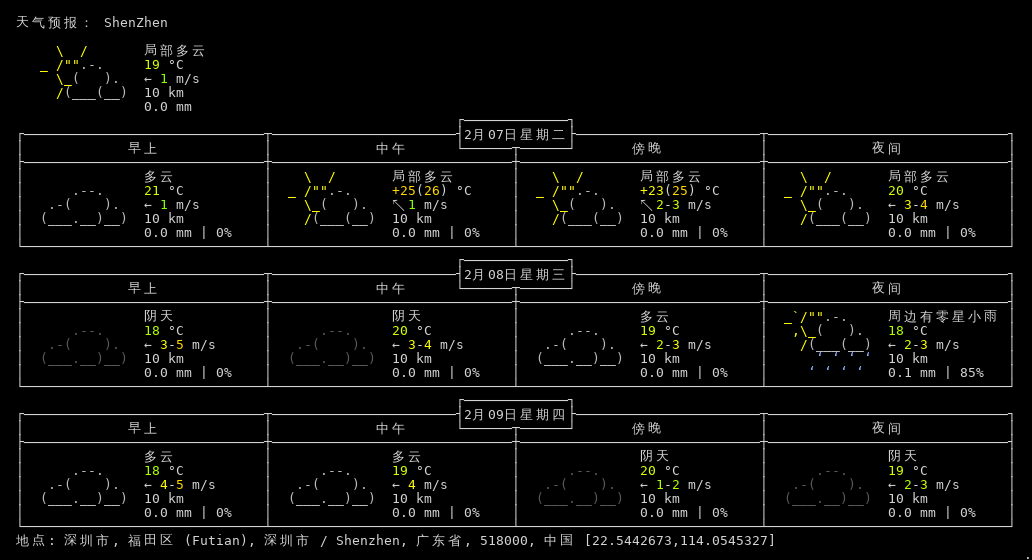 天气预报： ShenZhen
局部多云
19 °C
← 1 m/s
10 km
0.0 mm
2月07日星期二
早上 中午 傍晚 夜间
多云 局部多云 局部多云 局部多云
21 °C +25(26) °C +23(25) °C 20 °C
← 1 m/s ↖ 1 m/s ↖ 2-3 m/s ← 3-4 m/s
10 km 10 km 10 km 10 km
0.0 mm | 0% 0.0 mm | 0% 0.0 mm | 0% 0.0 mm | 0%
2月08日星期三
早上 中午 傍晚 夜间
阴天 阴天 多云 周边有零星小雨
18 °C 20 °C 19 °C 18 °C
← 3-5 m/s ← 3-4 m/s ← 2-3 m/s ← 2-3 m/s
10 km 10 km 10 km 10 km
0.0 mm | 0% 0.0 mm | 0% 0.0 mm | 0% 0.1 mm | 85%
2月09日星期四
早上 中午 傍晚 夜间
多云 多云 阴天 阴天
18 °C 19 °C 20 °C 19 °C
← 4-5 m/s ← 4 m/s ← 1-2 m/s ← 2-3 m/s
10 km 10 km 10 km 10 km
0.0 mm | 0% 0.0 mm | 0% 0.0 mm | 0% 0.0 mm | 0%
地点: 深圳市, 福田区 (Futian), 深圳市 / Shenzhen, 广东省, 518000, 中国 [22.5442673,114.0545327]